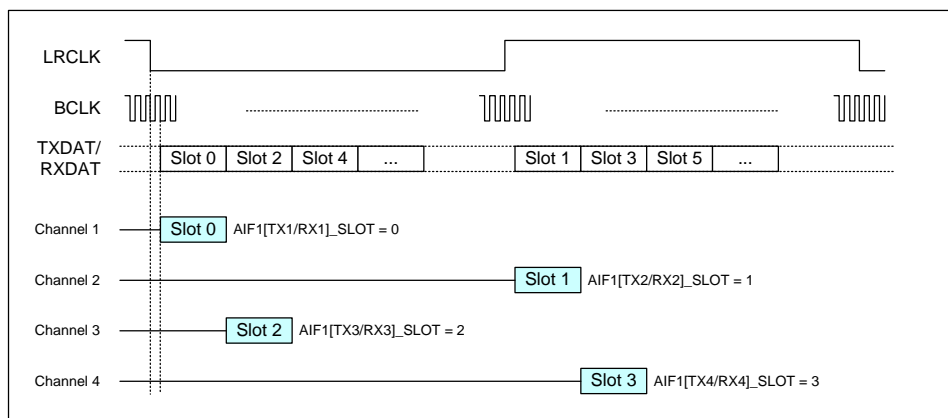 LRCLK
BCLK
TXDAT/
RXDAT
Slot 0 Slot 2 Slot 4 ... Slot 1 Slot 3 Slot 5 ...
Channel 1 Slot 0 AIF1[TX1/RX1]_SLOT = 0
Channel 2 Slot 1 AIF1[TX2/RX2]_SLOT = 1
Channel 3 Slot 2 AIF1[TX3/RX3]_SLOT = 2
Channel 4 Slot 3 AIF1[TX4/RX4]_SLOT = 3